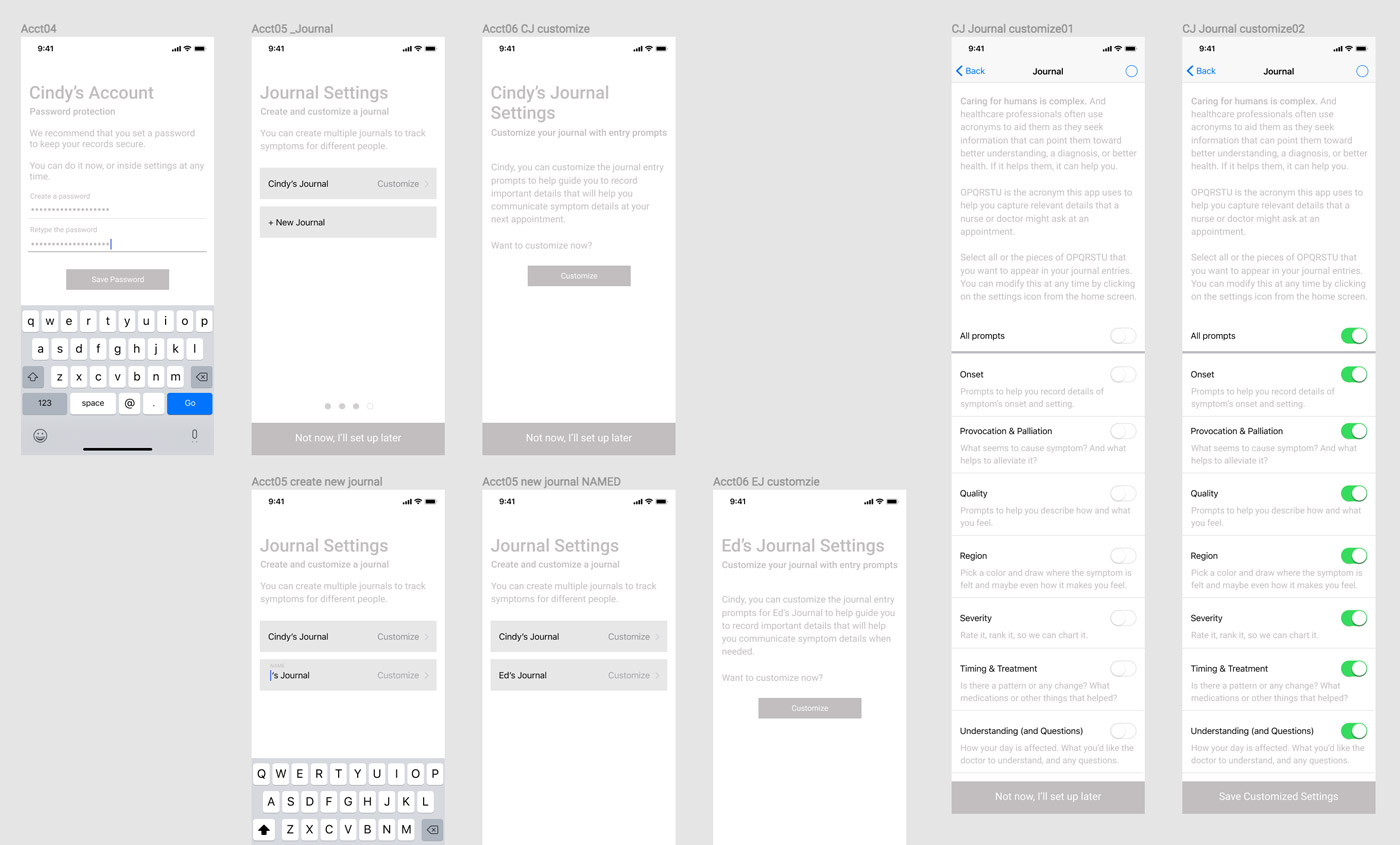 Acct04
9:41
Cindy's Account
Password protection
We recommend that you set a password
to keep your records secure.
You can do it now, or inside settings at any
time.
Create a password
Retype the password
Save Password
q w e r t y u i o p
a s d f g h j k l
z x c v b n m
123 space @ . Go
Acct05 _Journal
9:41
Journal Settings
Create and customize a journal
You can create multiple journals to track
symptoms for different people.
Cindy's Journal Customize
+ New Journal
Not now, I'll set up later
Acct06 CJ customize
9:41
Cindy's Journal
Settings
Customize your journal with entry prompts
Cindy, you can customize the journal entry
prompts to help guide you to record
important details that will help you
communicate symptom details at your
next appointment.
Want to customize now?
Customize
Not now, I'll set up later
Acct05 create new journal
9:41
Journal Settings
Create and customize a journal
You can create multiple journals to track
symptoms for different people.
Cindy's Journal Customize
NAME
's Journal Customize
Q W E R T Y U I O P
A S D F G H J K L
Z X C V B N M
Acct05 new journal NAMED
9:41
Journal Settings
Create and customize a journal
You can create multiple journals to track
symptoms for different people.
Cindy's Journal Customize
Ed's Journal Customize
Acct06 EJ customzie
9:41
Ed's Journal Settings
Customize your journal with entry prompts
Cindy, you can customize the journal entry
prompts for Ed's Journal to help guide you
to record important details that will help
you communicate symptom details when
needed.
Want to customize now?
Customize
CJ Journal customize01
9:41
Back Journal
Caring for humans is complex. And
healthcare professionals often use
acronyms to aid them as they seek
information that can point them toward
better understanding, a diagnosis, or better
health. If it helps them, it can help you.
OPQRSTU is the acronym this app uses to
help you capture relevant details that a
nurse or doctor might ask at an
appointment.
Select all or the pieces of OPQRSTU that
you want to appear in your journal entries.
You can modify this at any time by clicking
on the settings icon from the home screen.
All prompts
Onset
Prompts to help you record details of
symptom's onset and setting.
Provocation & Palliation
What seems to cause symptom? And what
helps to alleviate it?
Quality
Prompts to help you describe how and what
you feel.
Region
Pick a color and draw where the symptom is
felt and maybe even how it makes you feel.
Severity
Rate it, rank it, so we can chart it.
Timing & Treatment
Is there a pattern or any change? What
medications or other things that helped?
Understanding (and Questions)
How your day is affected. What you'd like the
doctor to understand, and any questions.
Not now, I'll set up later
CJ Journal customize02
9:41
Back Journal
Caring for humans is complex. And
healthcare professionals often use
acronyms to aid them as they seek
information that can point them toward
better understanding, a diagnosis, or better
health. If it helps them, it can help you.
OPQRSTU is the acronym this app uses to
help you capture relevant details that a
nurse or doctor might ask at an
appointment.
Select all or the pieces of OPQRSTU that
you want to appear in your journal entries.
You can modify this at any time by clicking
on the settings icon from the home screen.
All prompts
Onset
Prompts to help you record details of
symptom's onset and setting.
Provocation & Palliation
What seems to cause symptom? And what
helps to alleviate it?
Quality
Prompts to help you describe how and what
you feel.
Region
Pick a color and draw where the symptom is
felt and maybe even how it makes you feel.
Severity
Rate it, rank it, so we can chart it.
Timing & Treatment
Is there a pattern or any change? What
medications or other things that helped?
Understanding (and Questions)
How your day is affected. What you'd like the
doctor to understand, and any questions.
Save Customized Settings